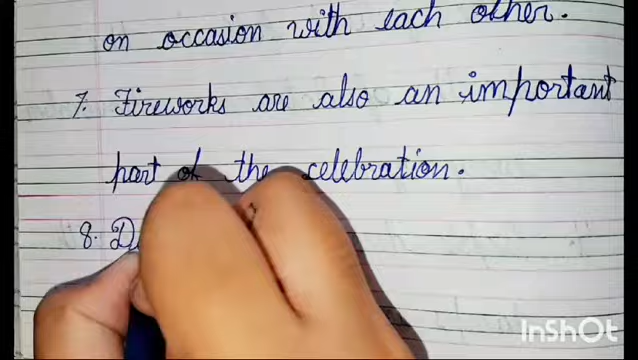 on occasion with each other.
7. Fireworks are also an important
part of the celebration.
8.
InShOt